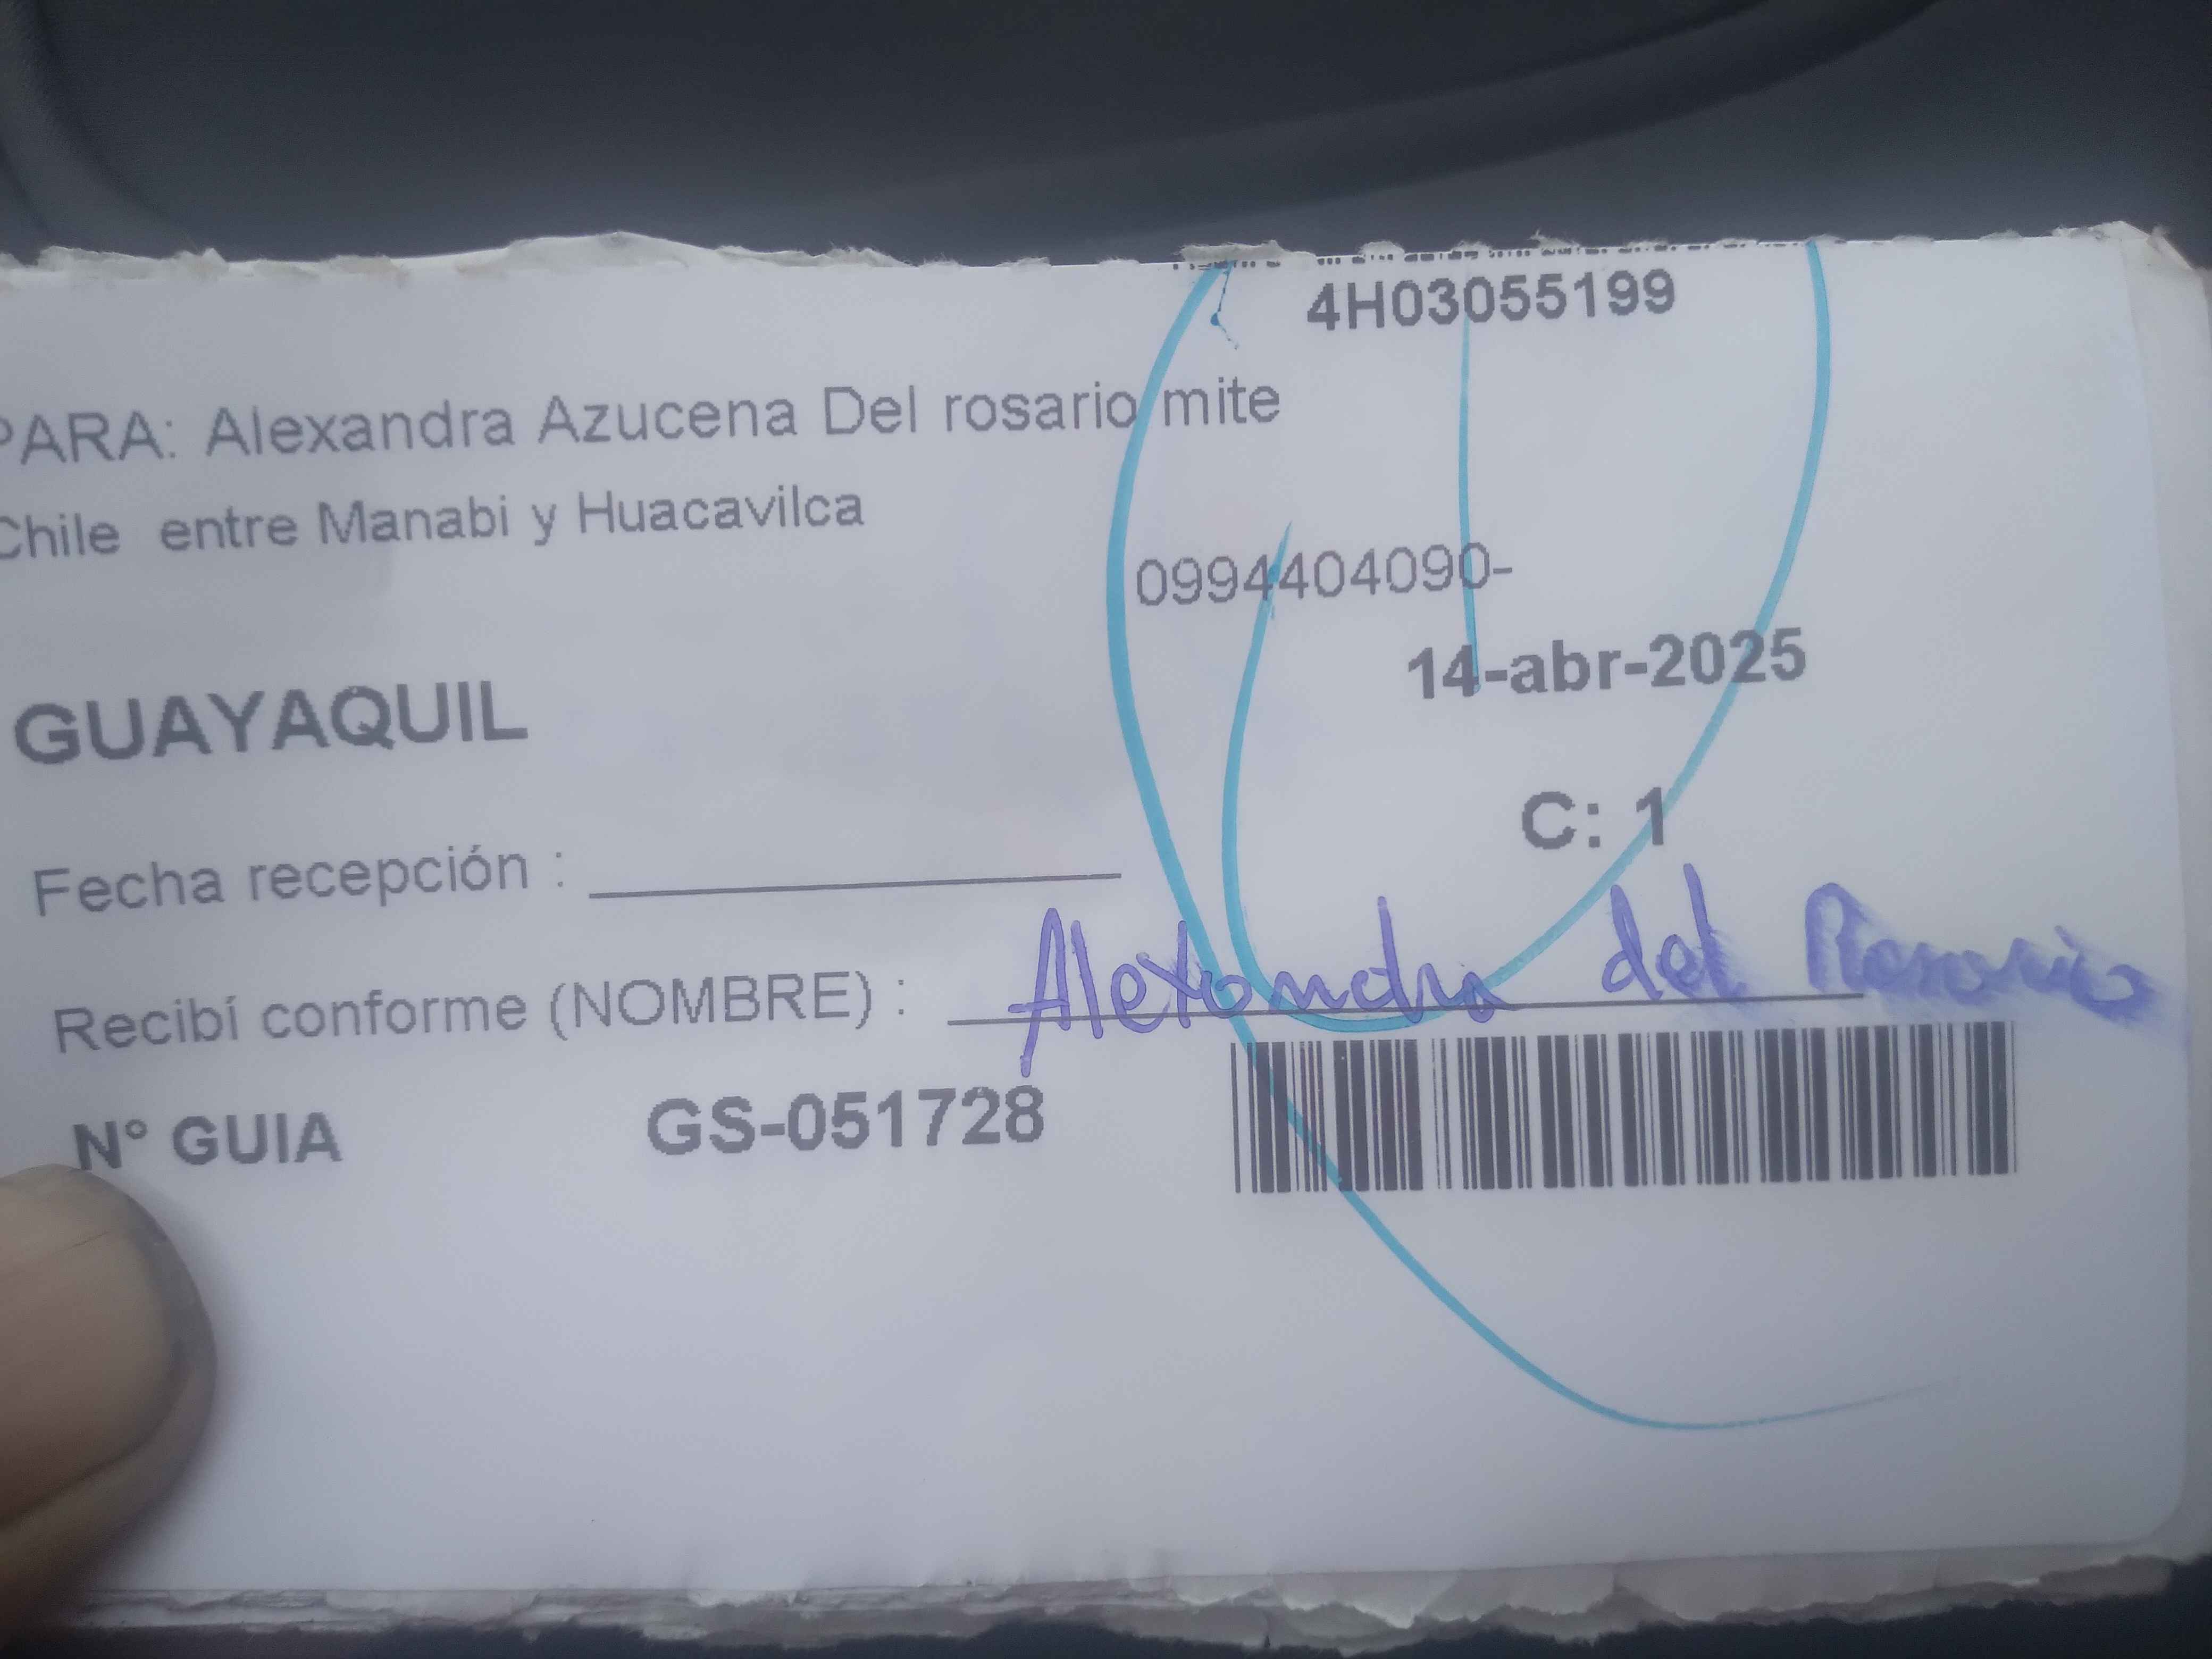 4H03055199
PARA: Alexandra Azucena Del rosario mite
Chile entre Manabi y Huacavilca
0994404090-
14-abr-2025
GUAYAQUIL
C: 1
Fecha recepción :
Recibí conforme (NOMBRE) : Alexandra del Rosario
N° GUIA GS-051728